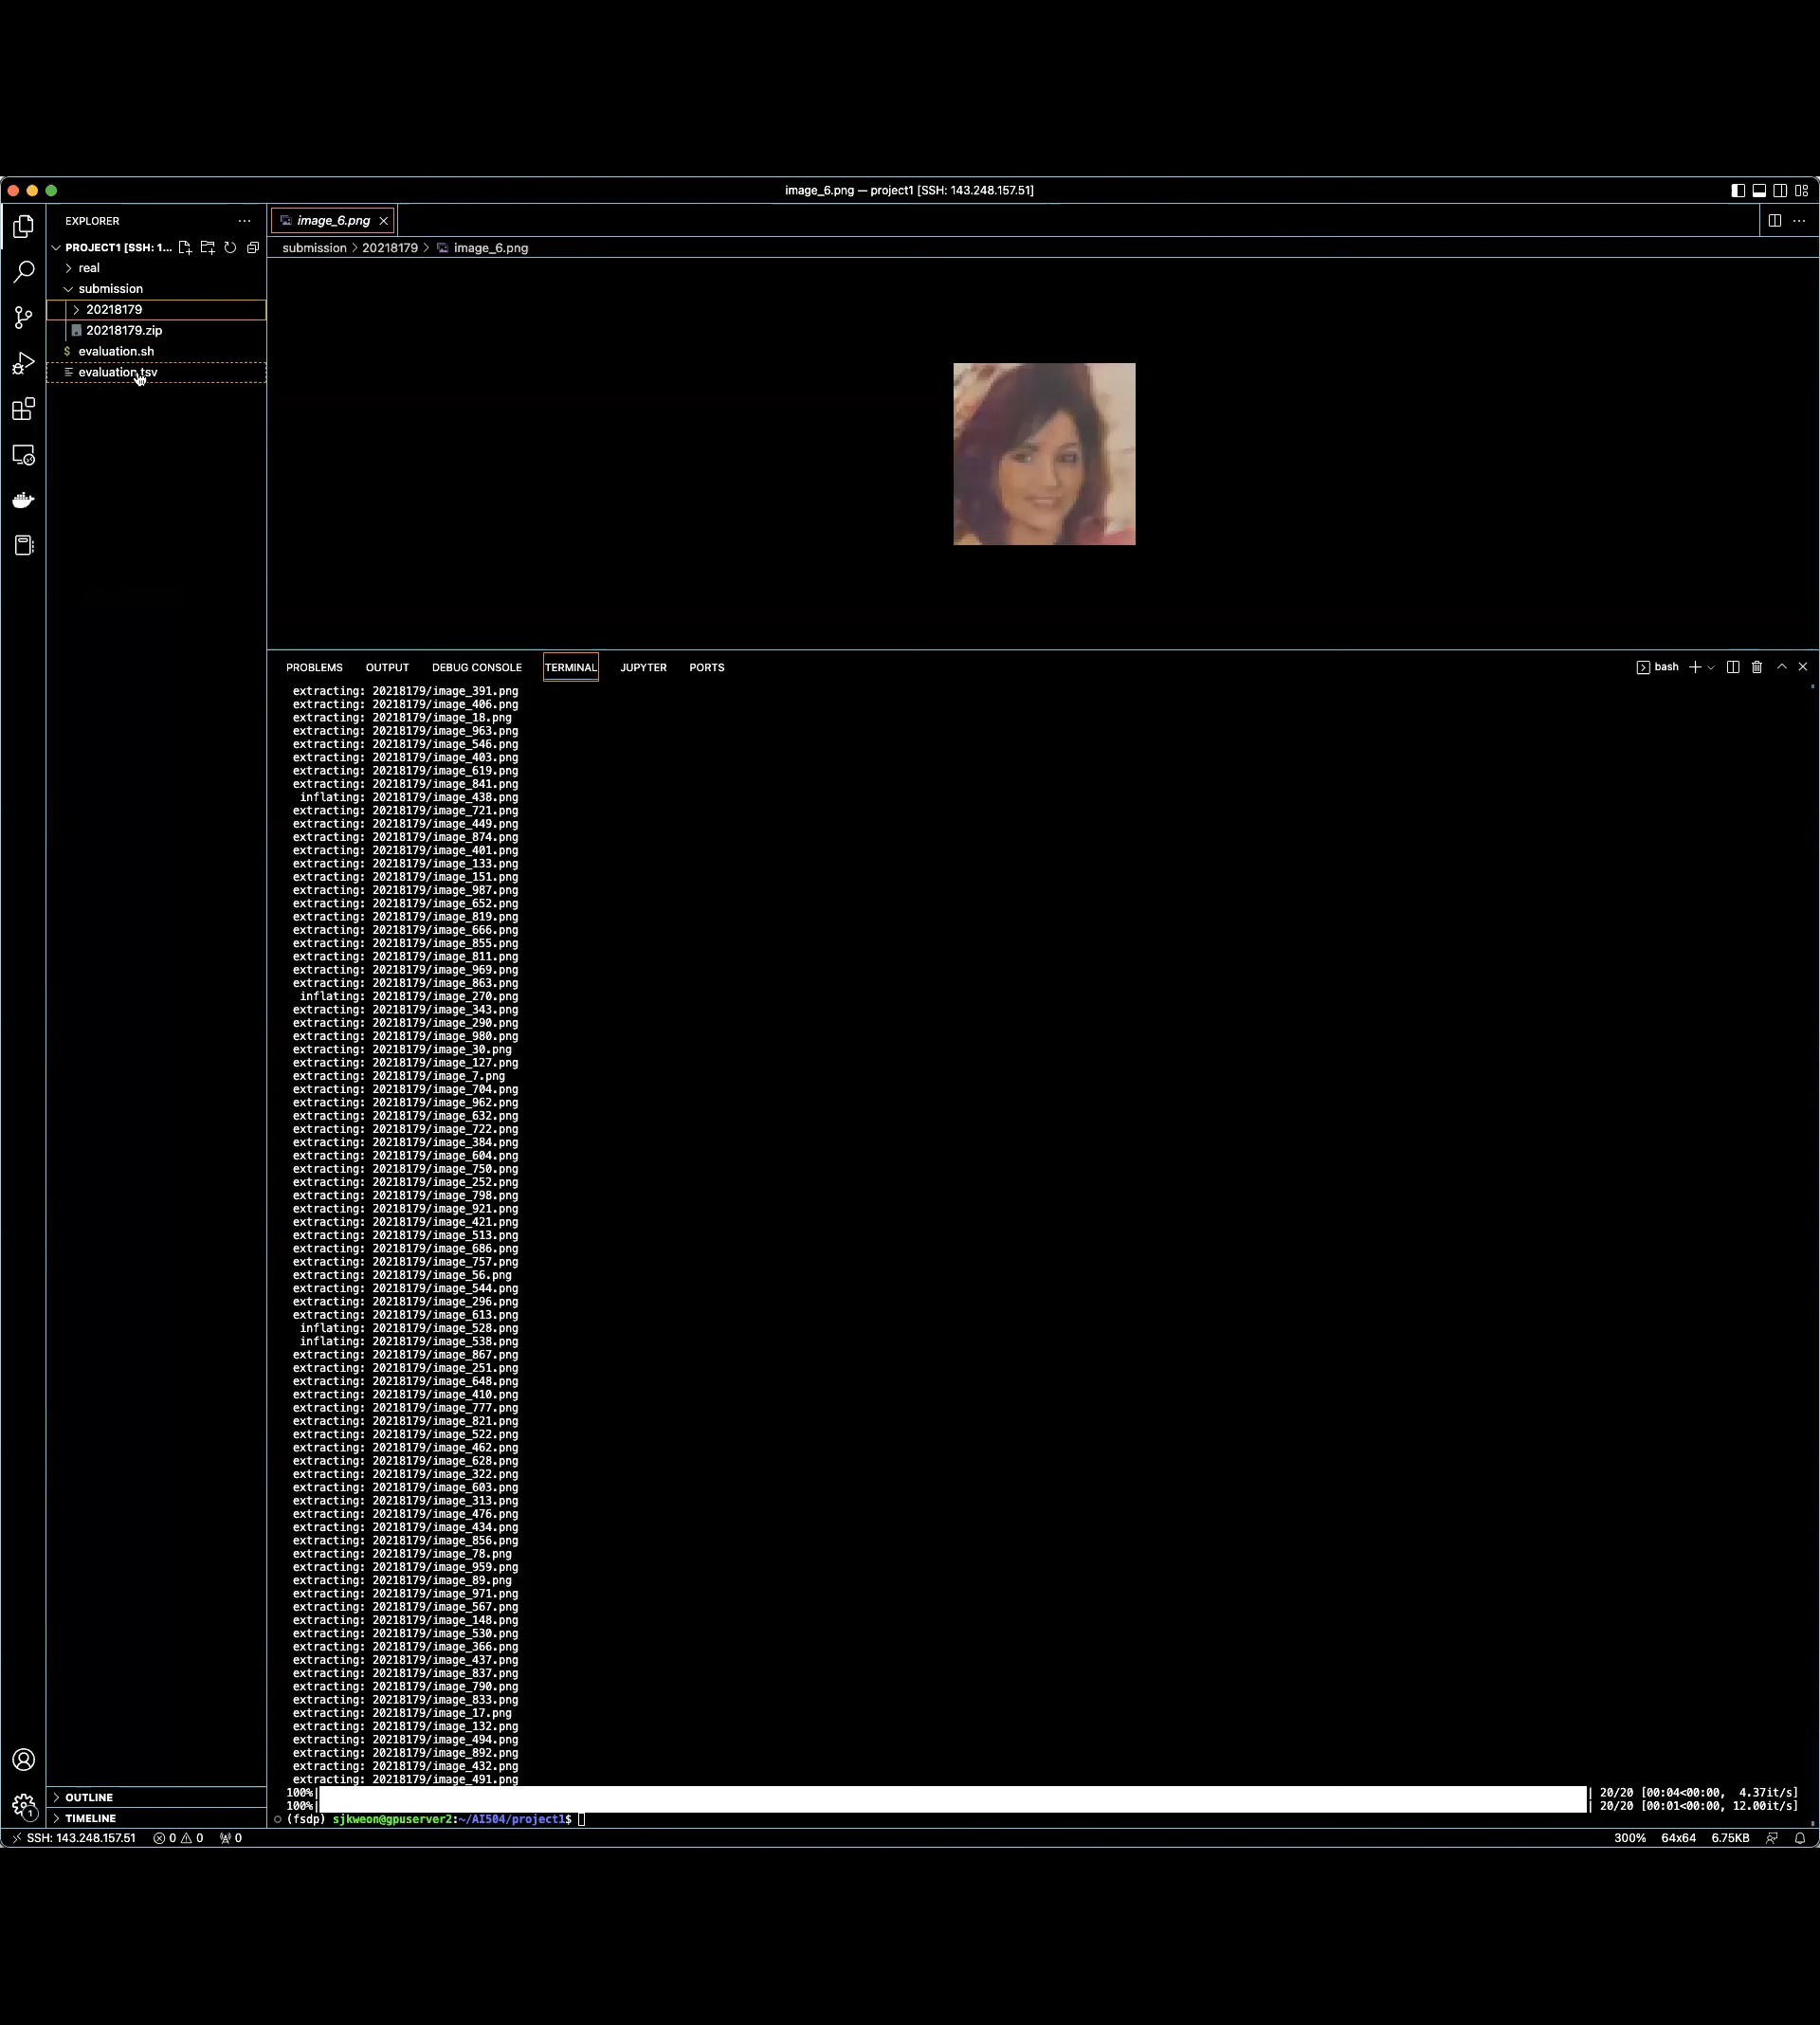 image_6.png — project1 [SSH: 143.248.157.51]
EXPLORER
PROJECT1 [SSH: 1...
real
submission
20218179
20218179.zip
evaluation.sh
evaluation.tsv
OUTLINE
TIMELINE
image_6.png
submission > 20218179 > image_6.png
PROBLEMS OUTPUT DEBUG CONSOLE TERMINAL JUPYTER PORTS
bash
extracting: 20218179/image_391.png
extracting: 20218179/image_406.png
extracting: 20218179/image_18.png
extracting: 20218179/image_963.png
extracting: 20218179/image_546.png
extracting: 20218179/image_403.png
extracting: 20218179/image_619.png
extracting: 20218179/image_841.png
inflating: 20218179/image_438.png
extracting: 20218179/image_721.png
extracting: 20218179/image_449.png
extracting: 20218179/image_874.png
extracting: 20218179/image_401.png
extracting: 20218179/image_133.png
extracting: 20218179/image_151.png
extracting: 20218179/image_987.png
extracting: 20218179/image_652.png
extracting: 20218179/image_819.png
extracting: 20218179/image_666.png
extracting: 20218179/image_855.png
extracting: 20218179/image_811.png
extracting: 20218179/image_969.png
extracting: 20218179/image_863.png
inflating: 20218179/image_270.png
extracting: 20218179/image_343.png
extracting: 20218179/image_290.png
extracting: 20218179/image_980.png
extracting: 20218179/image_30.png
extracting: 20218179/image_127.png
extracting: 20218179/image_7.png
extracting: 20218179/image_704.png
extracting: 20218179/image_962.png
extracting: 20218179/image_632.png
extracting: 20218179/image_722.png
extracting: 20218179/image_384.png
extracting: 20218179/image_604.png
extracting: 20218179/image_750.png
extracting: 20218179/image_252.png
extracting: 20218179/image_798.png
extracting: 20218179/image_921.png
extracting: 20218179/image_421.png
extracting: 20218179/image_513.png
extracting: 20218179/image_686.png
extracting: 20218179/image_757.png
extracting: 20218179/image_56.png
extracting: 20218179/image_544.png
extracting: 20218179/image_296.png
extracting: 20218179/image_613.png
inflating: 20218179/image_528.png
inflating: 20218179/image_538.png
extracting: 20218179/image_867.png
extracting: 20218179/image_251.png
extracting: 20218179/image_648.png
extracting: 20218179/image_410.png
extracting: 20218179/image_777.png
extracting: 20218179/image_821.png
extracting: 20218179/image_522.png
extracting: 20218179/image_462.png
extracting: 20218179/image_628.png
extracting: 20218179/image_322.png
extracting: 20218179/image_603.png
extracting: 20218179/image_313.png
extracting: 20218179/image_476.png
extracting: 20218179/image_434.png
extracting: 20218179/image_856.png
extracting: 20218179/image_78.png
extracting: 20218179/image_959.png
extracting: 20218179/image_89.png
extracting: 20218179/image_971.png
extracting: 20218179/image_567.png
extracting: 20218179/image_148.png
extracting: 20218179/image_530.png
extracting: 20218179/image_366.png
extracting: 20218179/image_437.png
extracting: 20218179/image_837.png
extracting: 20218179/image_790.png
extracting: 20218179/image_833.png
extracting: 20218179/image_17.png
extracting: 20218179/image_132.png
extracting: 20218179/image_494.png
extracting: 20218179/image_892.png
extracting: 20218179/image_432.png
extracting: 20218179/image_491.png
100%| | 20/20 [00:04<00:00, 4.37it/s]
100%| | 20/20 [00:01<00:00, 12.00it/s]
(fsdp) sjkweon@gpuserver2:~/AI504/project1$
1
SSH: 143.248.157.51 0 0 0 300% 64x64 6.75KB